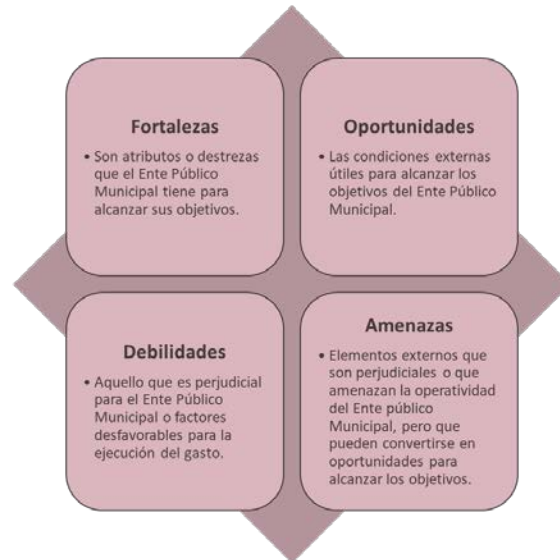 Fortalezas
• Son atributos o destrezas
que el Ente Público
Municipal tiene para
alcanzar sus objetivos.
Oportunidades
• Las condiciones externas
útiles para alcanzar los
objetivos del Ente Público
Municipal.
Debilidades
• Aquello que es perjudicial
para el Ente Público
Municipal o factores
desfavorables para la
ejecución del gasto.
Amenazas
• Elementos externos que
son perjudiciales o que
amenazan la operatividad
del Ente público
Municipal, pero que
pueden convertirse en
oportunidades para
alcanzar los objetivos.